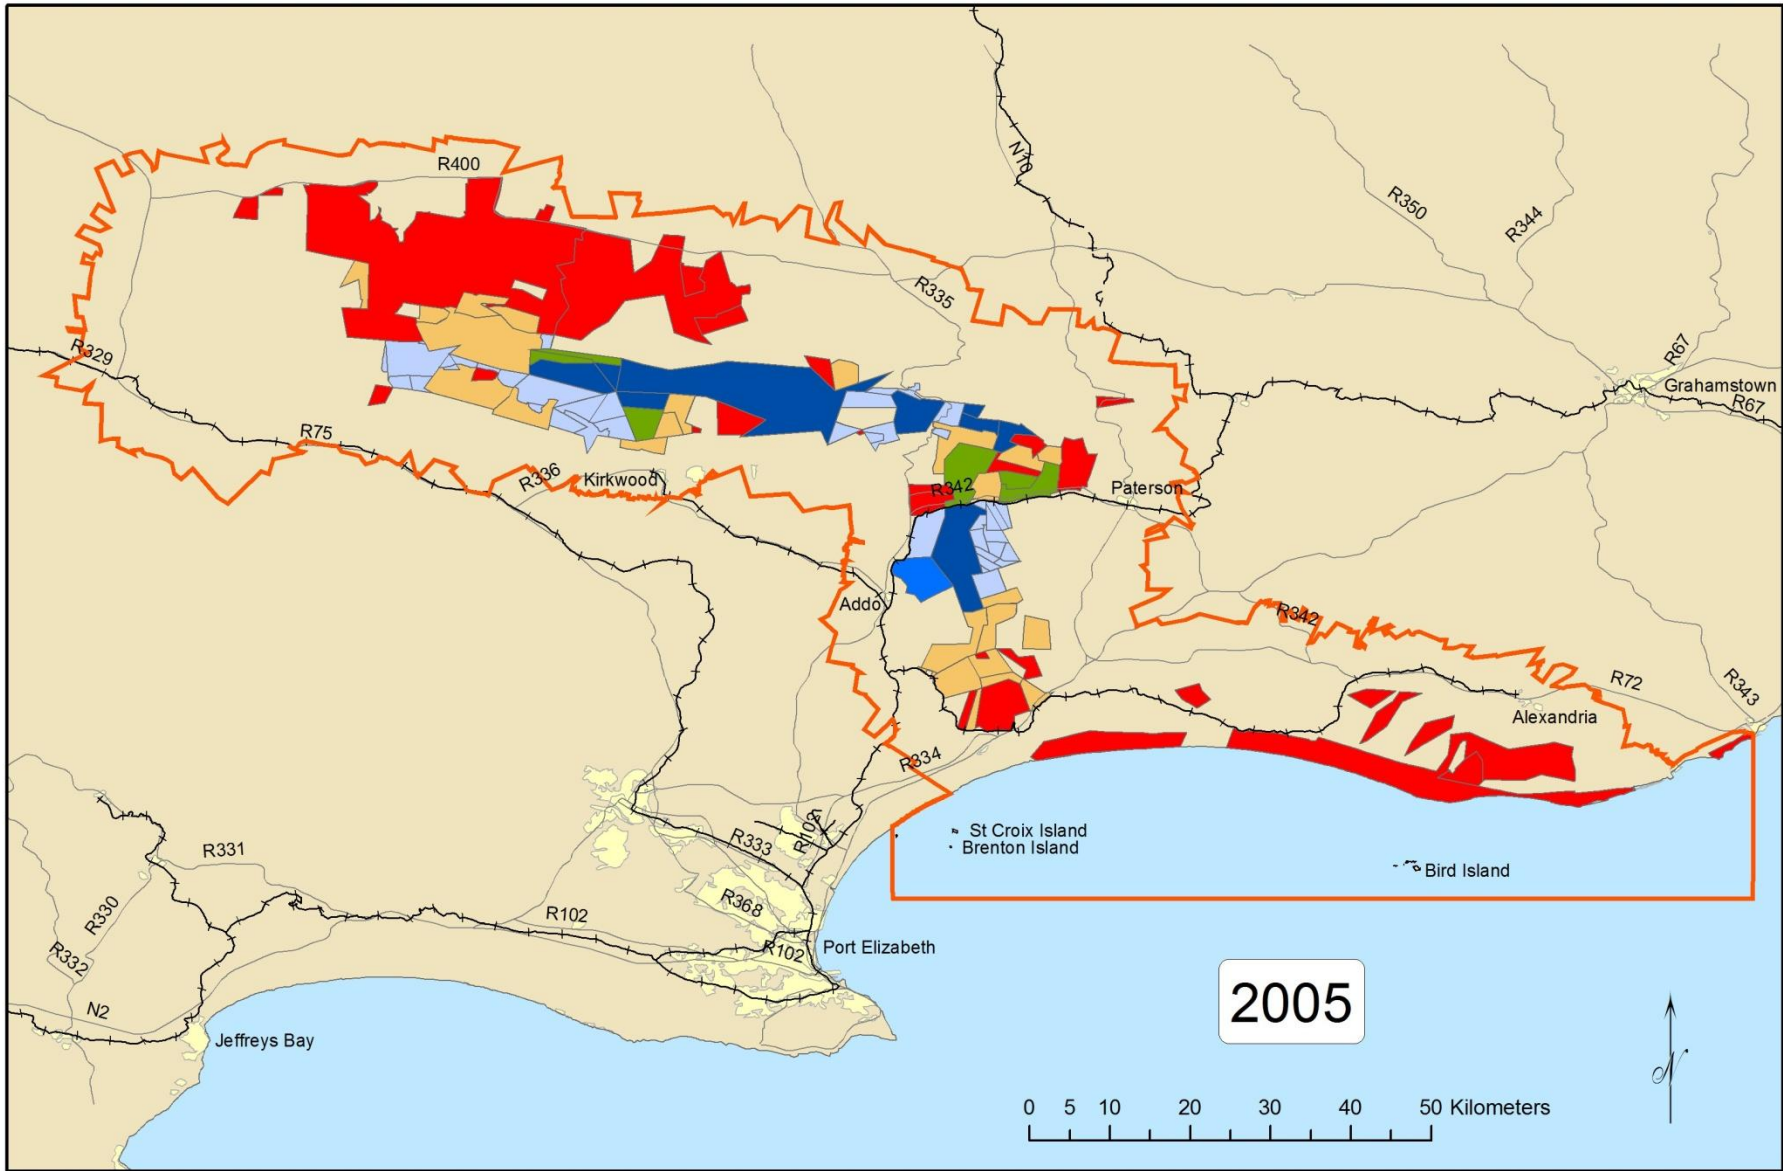 R400
N10
R350
R344
R335
R329
R67
Grahamstown
R67
R75
R336
Kirkwood
R342
Paterson
Addo
R342
R72
R343
Alexandria
R334
St Croix Island
Brenton Island
Bird Island
R102
R333
R331
R368
R330
R102
R102
Port Elizabeth
R332
N2
Jeffreys Bay
2005
N
0 5 10 20 30 40 50 Kilometers